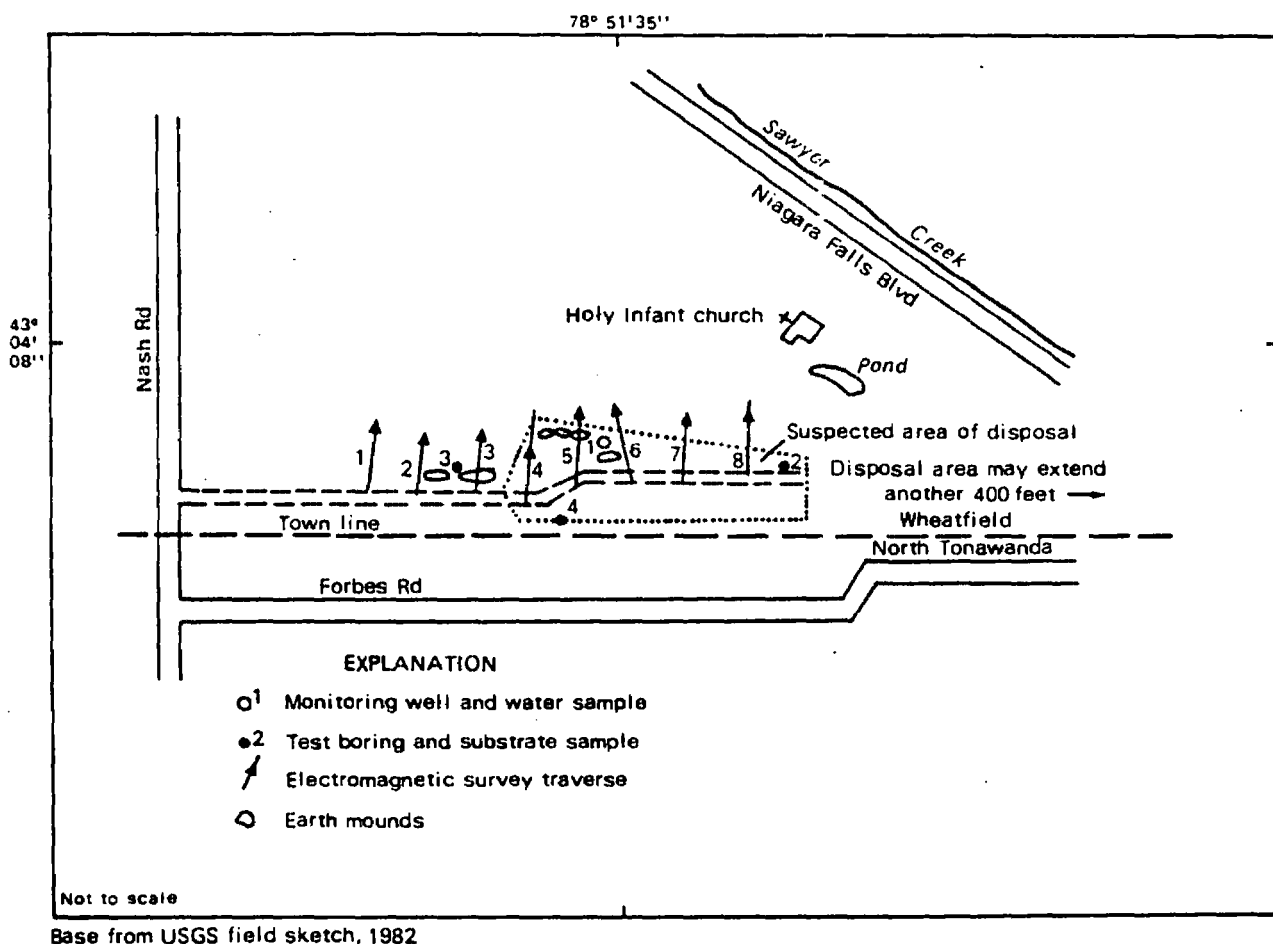 78° 51'35''
Sawyer
Creek
Niagara Falls Blvd
43°
04'
08''
Nash Rd
Holy Infant church
Pond
1
2
3
3
4
5
1
6
7
8
Suspected area of disposal
2
Disposal area may extend
another 400 feet
4
Town line
Wheatfield
North Tonawanda
Forbes Rd
EXPLANATION
1 Monitoring well and water sample
2 Test boring and substrate sample
Electromagnetic survey traverse
Earth mounds
Not to scale
Base from USGS field sketch, 1982